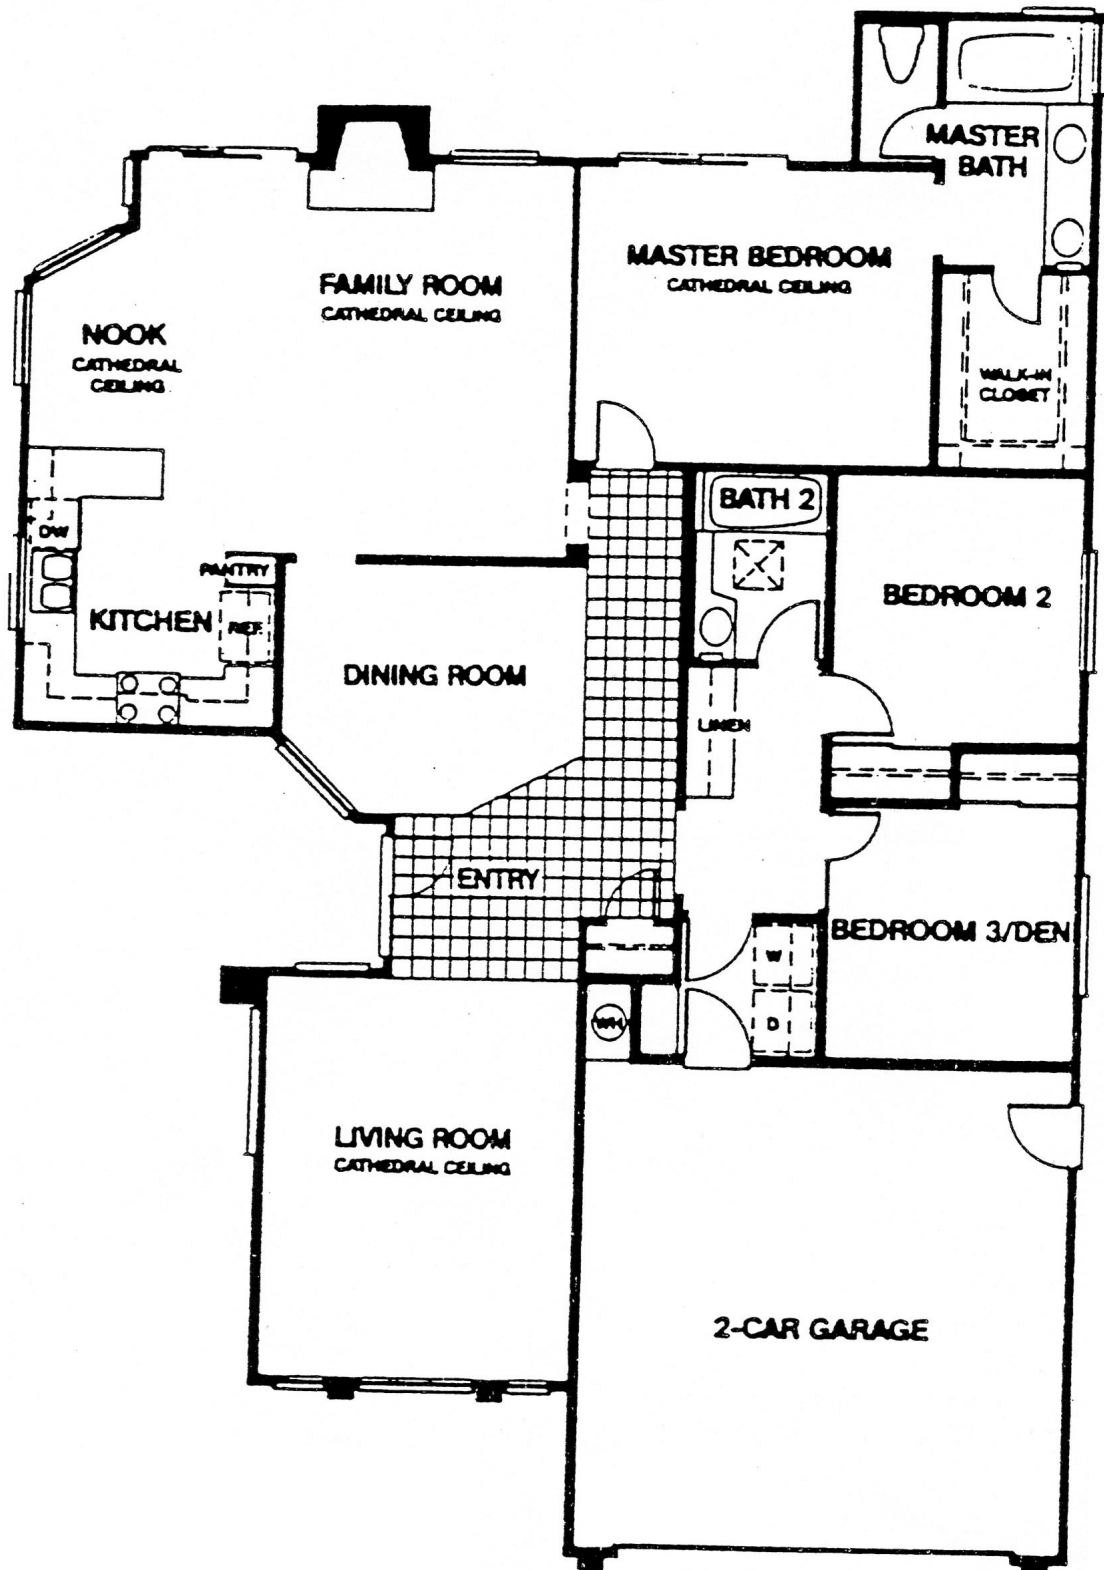 MASTER
BATH
MASTER BEDROOM
CATHEDRAL CEILING
FAMILY ROOM
CATHEDRAL CEILING
NOOK
CATHEDRAL
CEILING
WALK-IN
CLOSET
BATH 2
DW
PANTRY
BEDROOM 2
KITCHEN
REF.
DINING ROOM
LINEN
ENTRY
BEDROOM 3/DEN
W
D
WH
LIVING ROOM
CATHEDRAL CEILING
2-CAR GARAGE